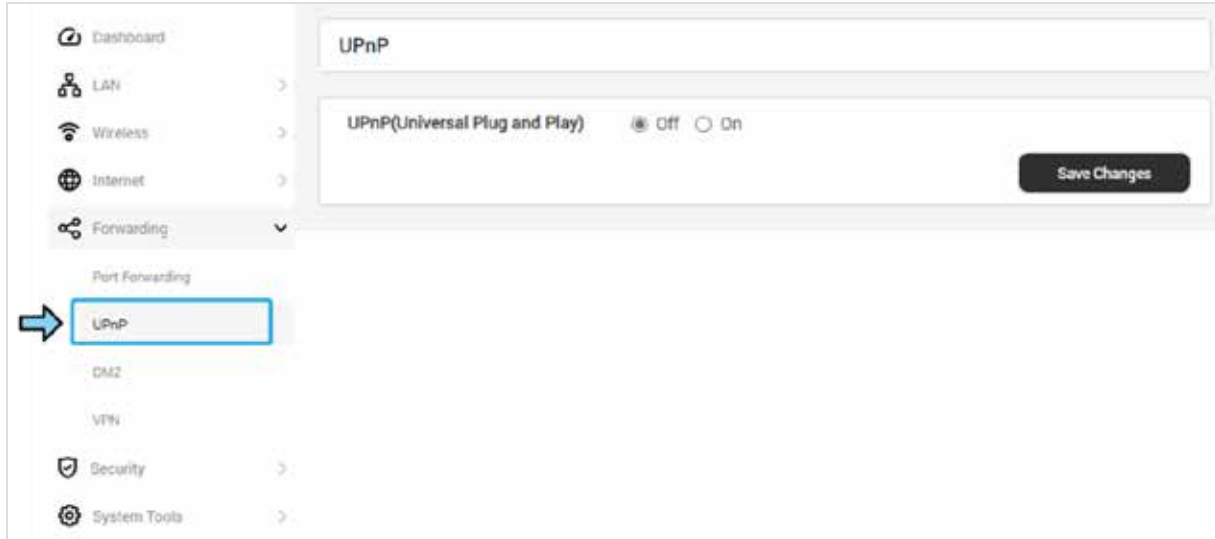 Dashboard
LAN
Wireless
Internet
Forwarding
Port Forwarding
UPnP
DMZ
VPN
Security
System Tools
UPnP
UPnP(Universal Plug and Play) Off On
Save Changes